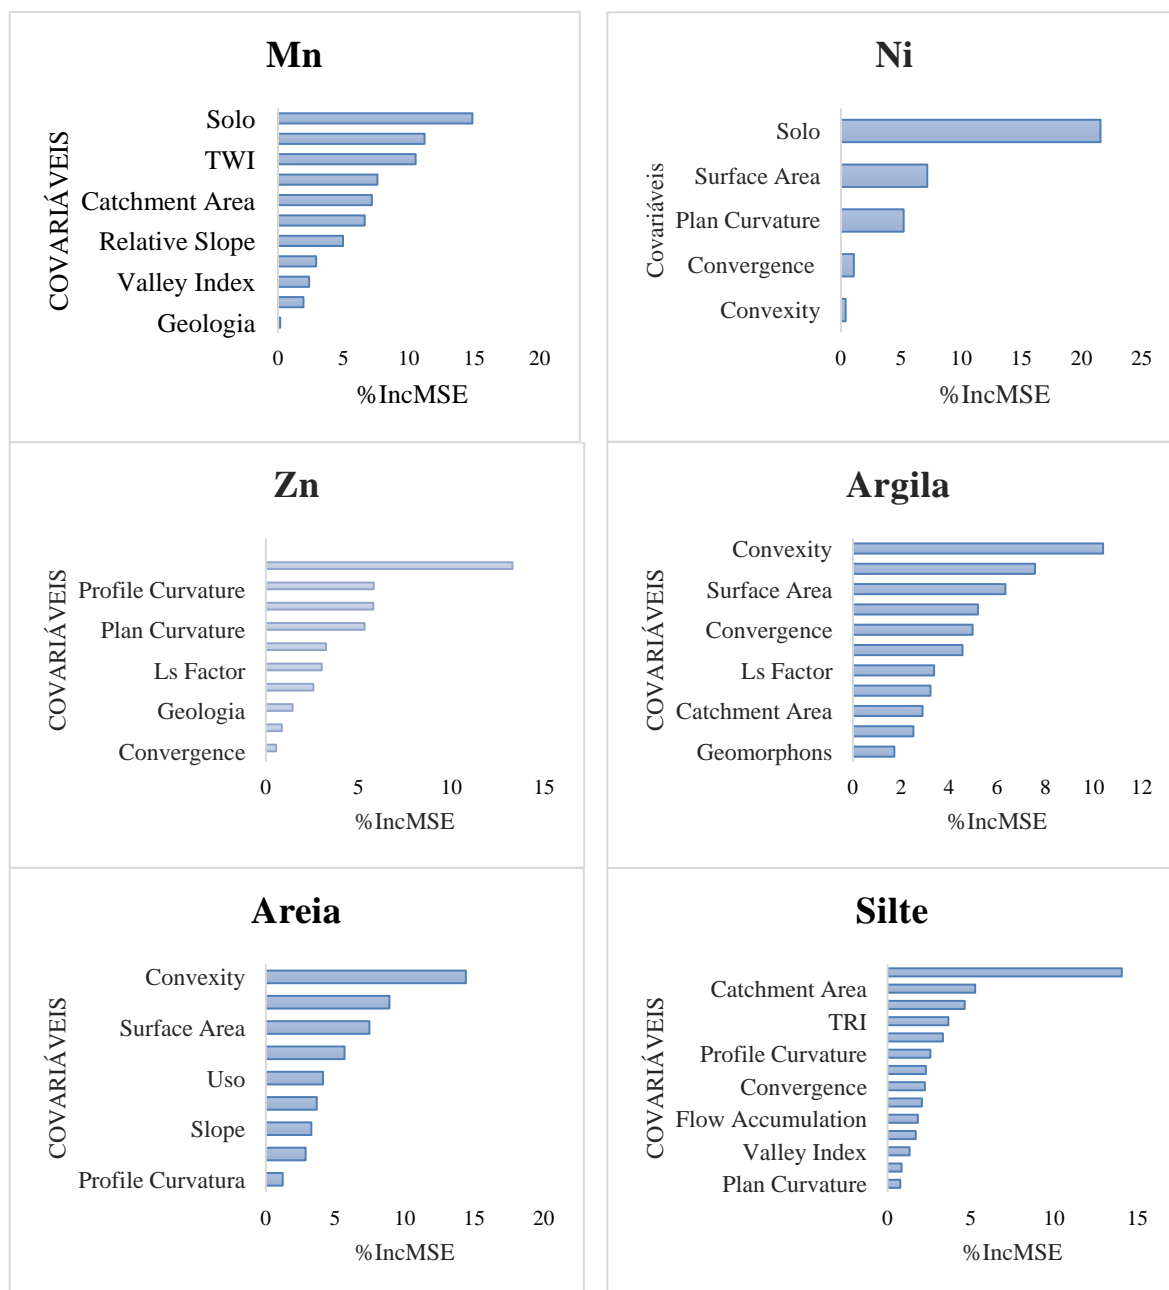 Mn
COVARIÁVEIS
Solo
TWI
Catchment Area
Relative Slope
Valley Index
Geologia
0 5 10 15 20
%IncMSE
Ni
Covariáveis
Solo
Surface Area
Plan Curvature
Convergence
Convexity
0 5 10 15 20 25
%IncMSE
Zn
COVARIÁVEIS
Profile Curvature
Plan Curvature
Ls Factor
Geologia
Convergence
0 5 10 15
%IncMSE
Argila
COVARIÁVEIS
Convexity
Surface Area
Convergence
Ls Factor
Catchment Area
Geomorphons
0 2 4 6 8 10 12
%IncMSE
Areia
COVARIÁVEIS
Convexity
Surface Area
Uso
Slope
Profile Curvatura
0 5 10 15 20
%IncMSE
Silte
COVARIÁVEIS
Catchment Area
TRI
Profile Curvature
Convergence
Flow Accumulation
Valley Index
Plan Curvature
0 5 10 15
%IncMSE